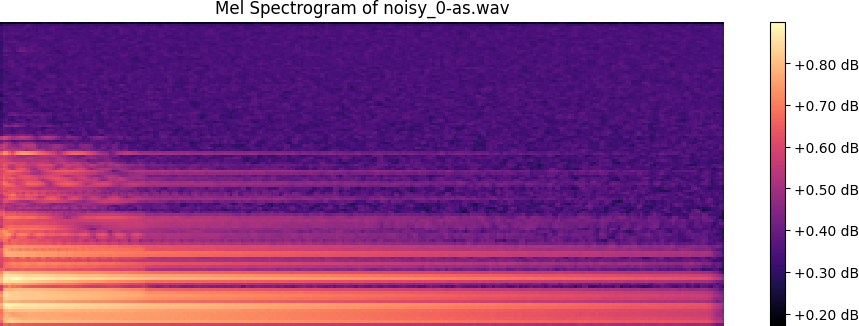 Mel Spectrogram of noisy_0-as.wav
+0.80 dB
+0.70 dB
+0.60 dB
+0.50 dB
+0.40 dB
+0.30 dB
+0.20 dB